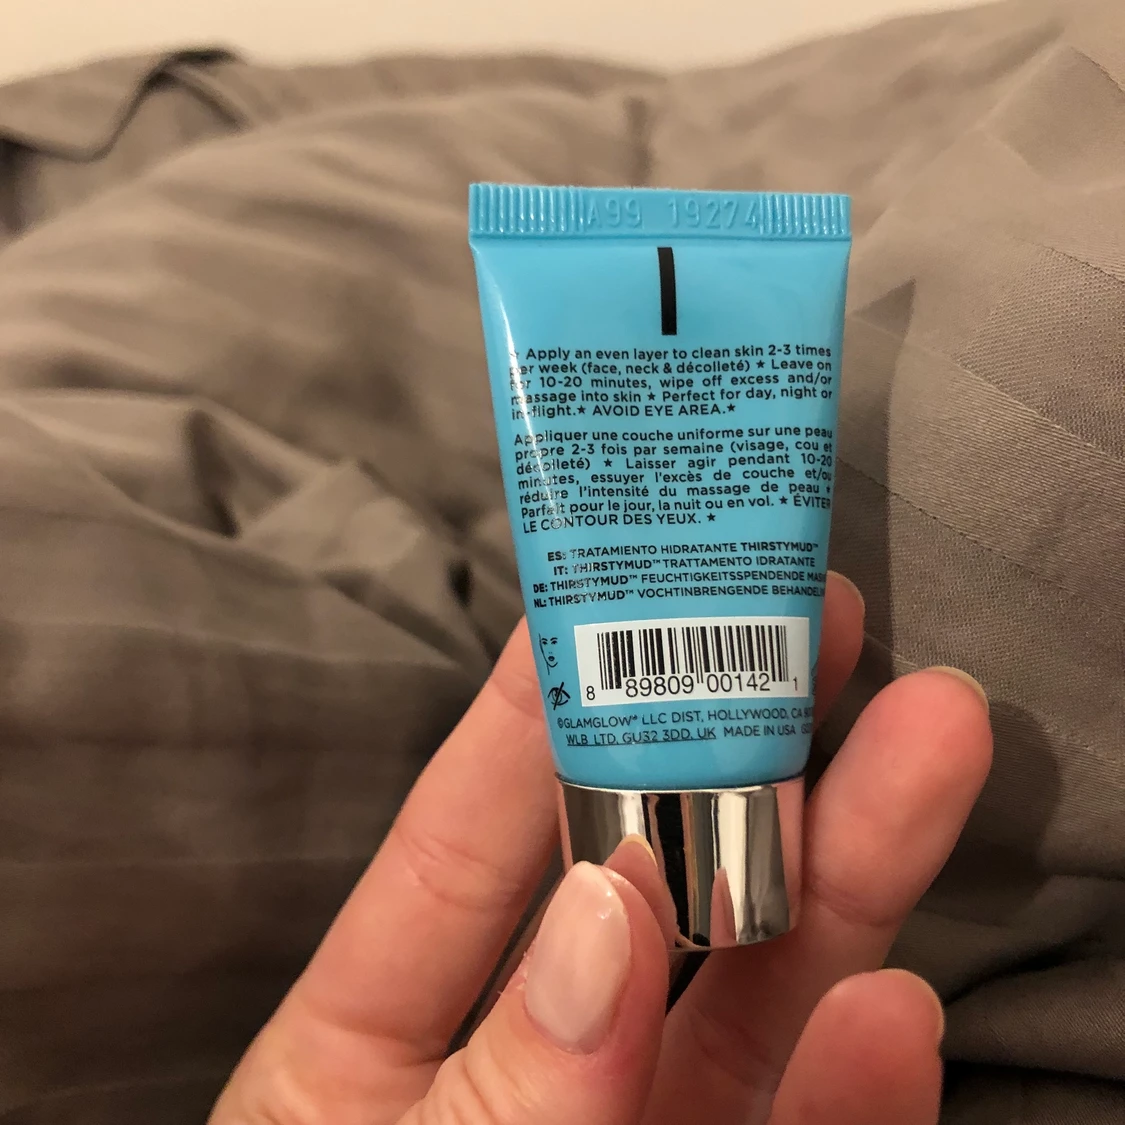 A99 19274
Apply an even layer to clean skin 2-3 times
per week (face, neck & décolleté) ★ Leave on
for 10-20 minutes, wipe off excess and/or
massage into skin ★ Perfect for day, night or
in-flight.★ AVOID EYE AREA.★
Appliquer une couche uniforme sur une peau
propre 2-3 fois par semaine (visage, cou et
décolleté) ★ Laisser agir pendant 10-20
minutes, essuyer l'excès de couche et/ou
réduire l'intensité du massage de peau ★
Parfait pour le jour, la nuit ou en vol. ★ ÉVITER
LE CONTOUR DES YEUX. ★
ES: TRATAMIENTO HIDRATANTE THIRSTYMUD™
IT: THIRSTYMUD™ TRATTAMENTO IDRATANTE
DE: THIRSTYMUD™ FEUCHTIGKEITSSPENDENDE
NL: THIRSTYMUD™ VOCHTINBRENGENDE
8 89809 00142 1
©GLAMGLOW® LLC DIST, HOLLYWOOD, CA
WLB LTD, GU32 3DD, UK MADE IN USA